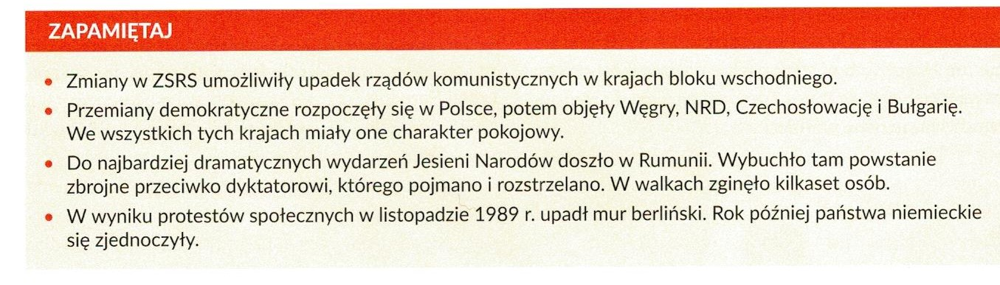 ZAPAMIĘTAJ
• Zmiany w ZSRS umożliwiły upadek rządów komunistycznych w krajach bloku wschodniego.
• Przemiany demokratyczne rozpoczęły się w Polsce, potem objęły Węgry, NRD, Czechosłowację i Bułgarię.
We wszystkich tych krajach miały one charakter pokojowy.
• Do najbardziej dramatycznych wydarzeń Jesieni Narodów doszło w Rumunii. Wybuchło tam powstanie
zbrojne przeciwko dyktatorowi, którego pojmano i rozstrzelano. W walkach zginęło kilkaset osób.
• W wyniku protestów społecznych w listopadzie 1989 r. upadł mur berliński. Rok później państwa niemieckie
się zjednoczyły.